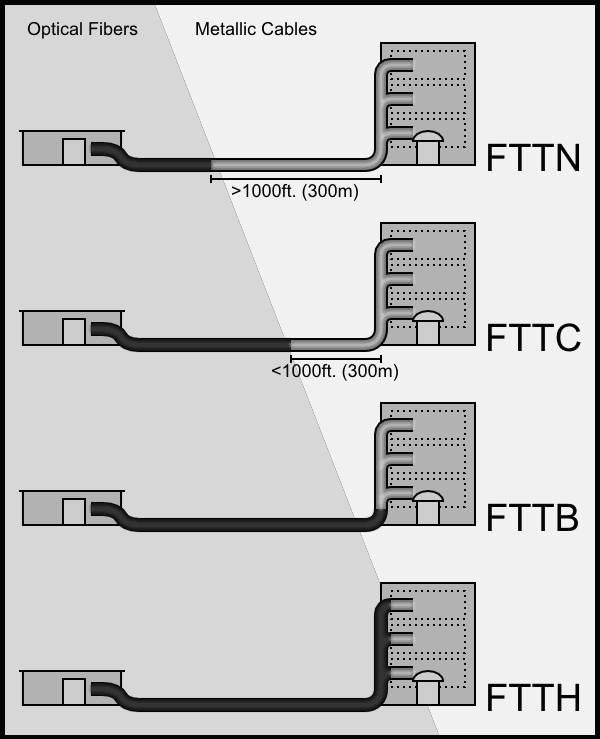 Optical Fibers
Metallic Cables
FTTN
>1000ft. (300m)
FTTC
<1000ft. (300m)
FTTB
FTTH